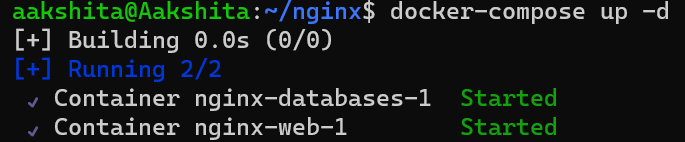 aakshita@Aakshita:~/nginx$ docker-compose up -d
[+] Building 0.0s (0/0)
[+] Running 2/2
✔ Container nginx-databases-1  Started
✔ Container nginx-web-1        Started